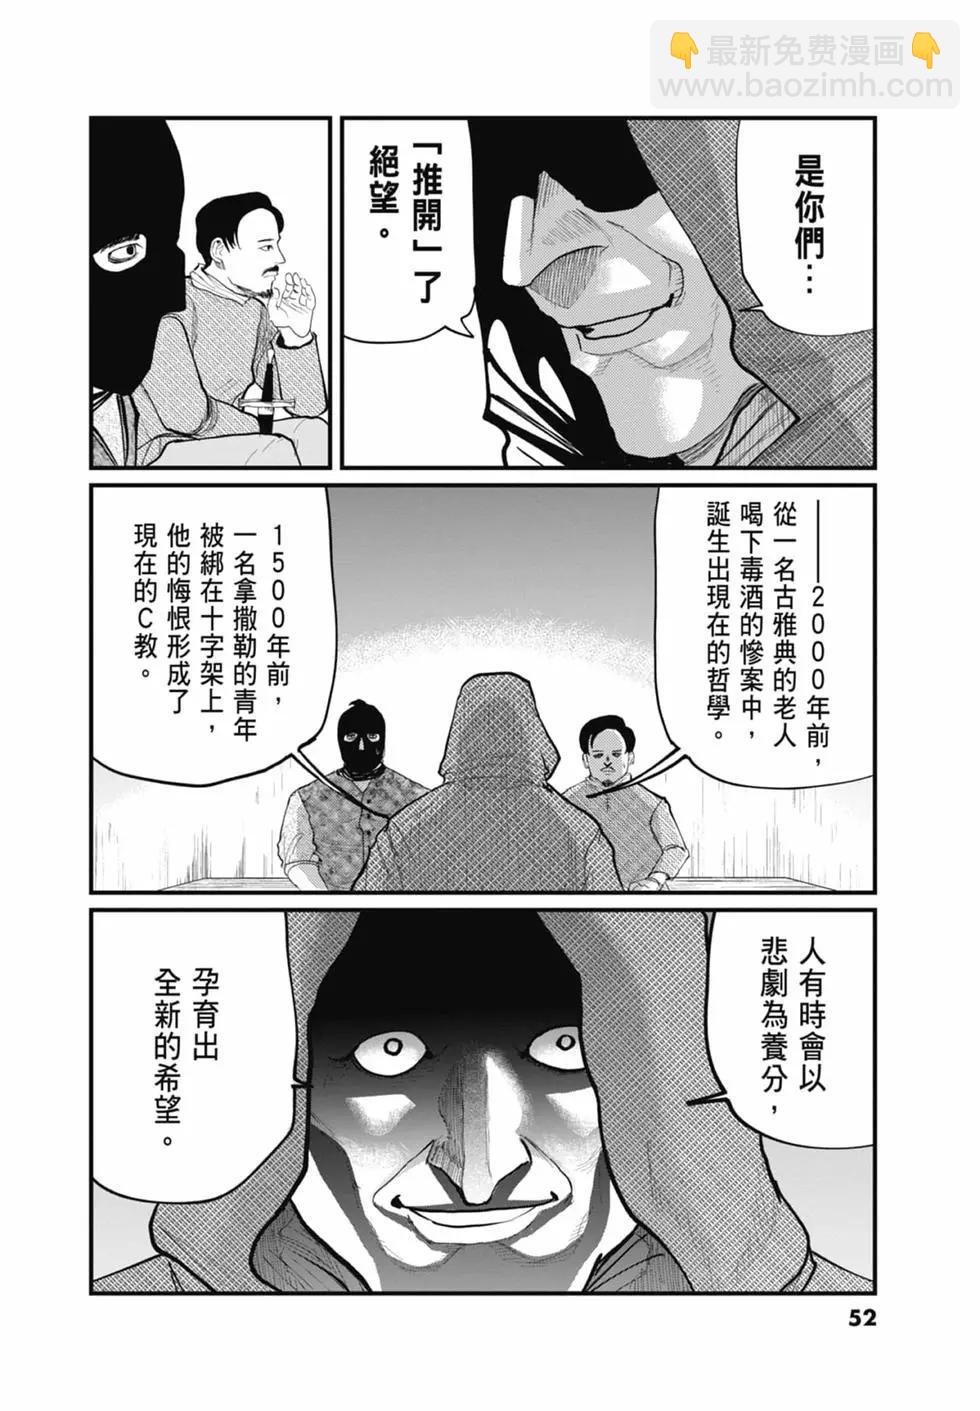 最新免费漫画
www.baozimh.com
是你們…
「推開」了
絕望。
——2000年前，
從一名古雅典的老人
喝下毒酒的慘案中，
誕生出現在的哲學。
1500年前，
一名拿撒勒的青年
被綁在十字架上，
他的悔恨形成了
現在的C教。
人有時會以
悲劇為養分，
孕育出
全新的希望。
52